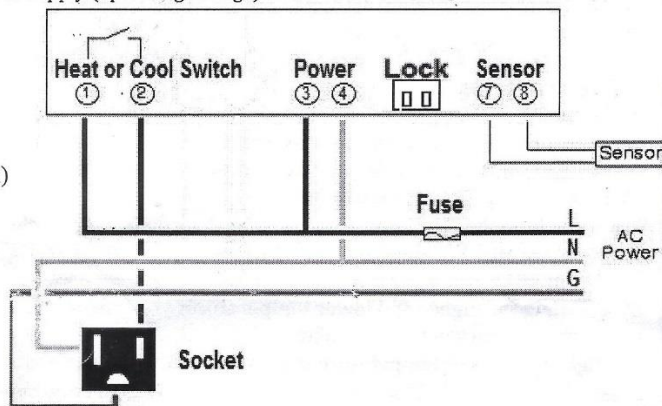 Heat or Cool Switch Power Lock Sensor
1 2 3 4 7 8
Sensor
)
Fuse
L
N
AC
Power
G
Socket